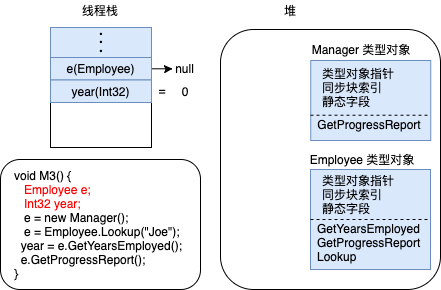 线程栈
堆
e(Employee)
null
year(Int32)
= 0
void M3() {
Employee e;
Int32 year;
e = new Manager();
e = Employee.Lookup("Joe");
year = e.GetYearsEmployed();
e.GetProgressReport();
}
Manager 类型对象
类型对象指针
同步块索引
静态字段
GetProgressReport
Employee 类型对象
类型对象指针
同步块索引
静态字段
GetYearsEmployed
GetProgressReport
Lookup